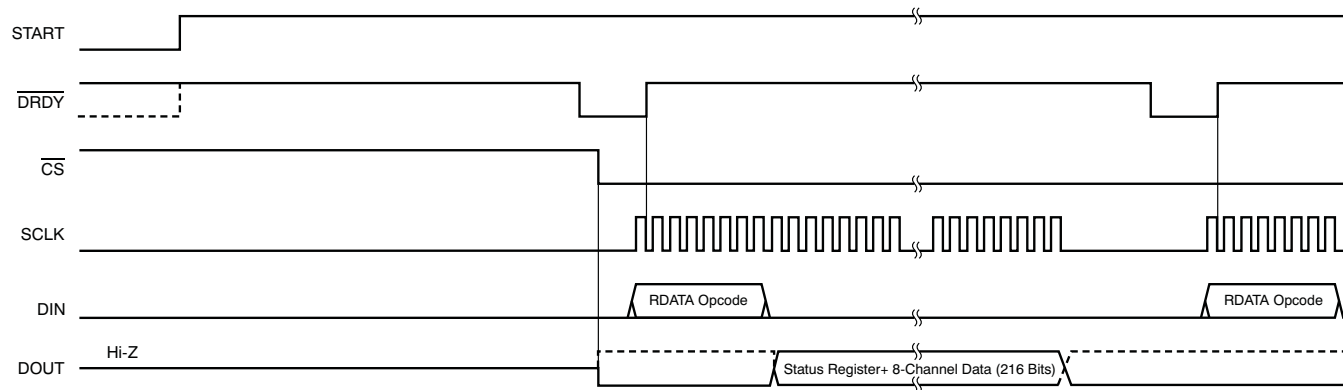 START
DRDY
CS
SCLK
DIN
RDATA Opcode
RDATA Opcode
Hi-Z
DOUT
Status Register+ 8-Channel Data (216 Bits)